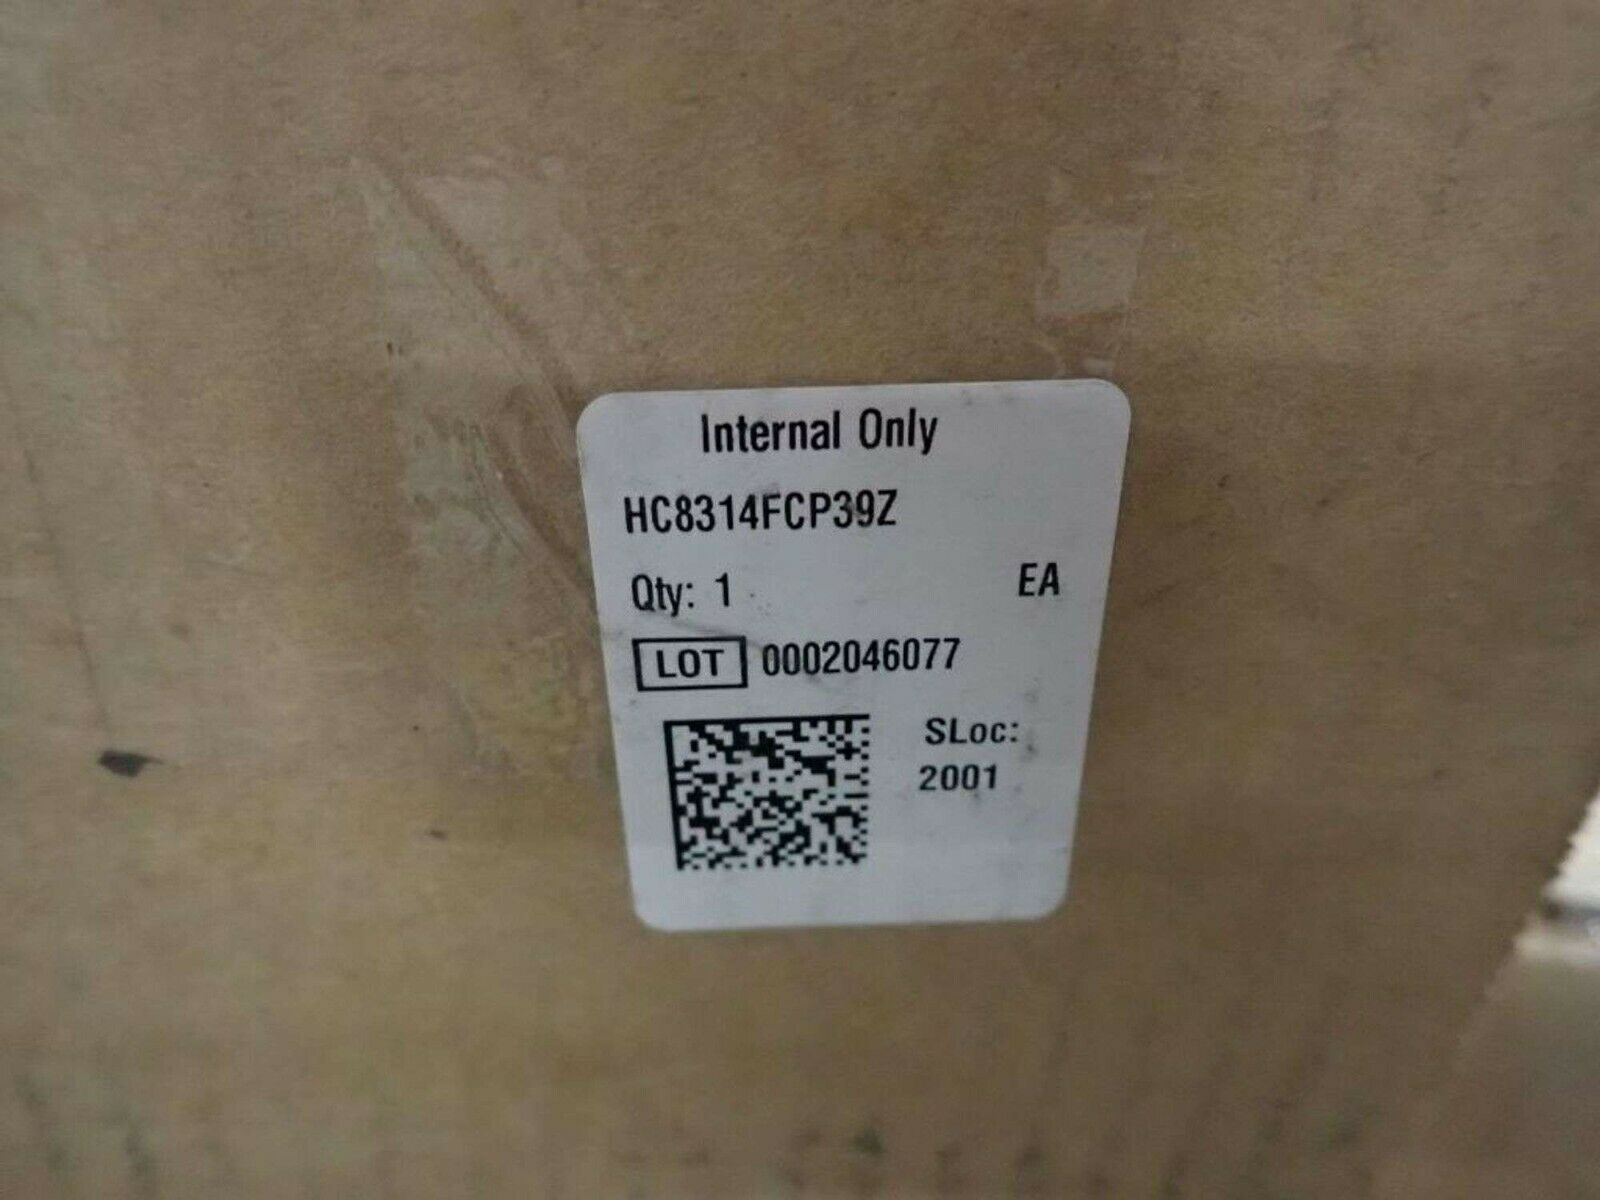 Internal Only
HC8314FCP39Z
Qty: 1 EA
LOT 0002046077
SLoc:
2001